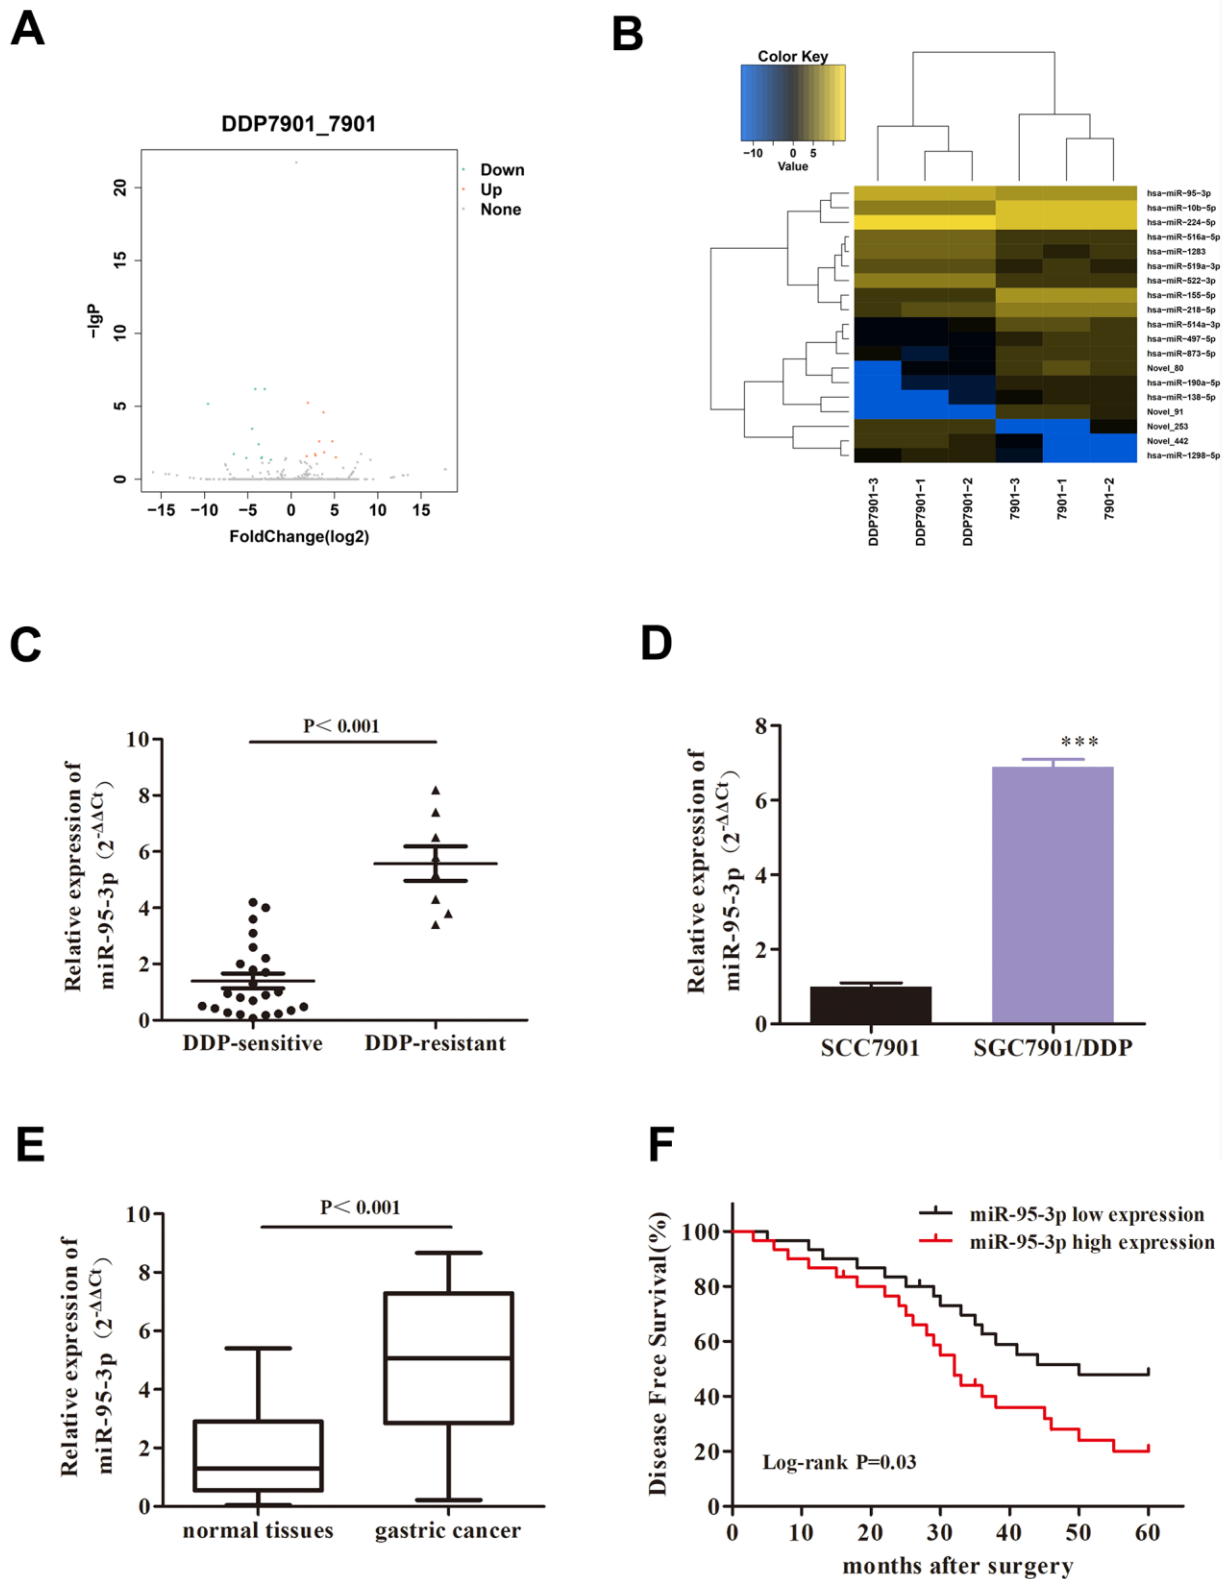 A
DDP7901_7901
Down
Up
None
20
15
10
5
0
−lgP
−15 −10 −5 0 5 10 15
FoldChange(log2)
B
Color Key
−10 0 5
Value
hsa−miR−95−3p
hsa−miR−10b−5p
hsa−miR−224−5p
hsa−miR−516a−5p
hsa−miR−1283
hsa−miR−519a−3p
hsa−miR−522−3p
hsa−miR−155−5p
hsa−miR−218−5p
hsa−miR−514a−3p
hsa−miR−497−5p
hsa−miR−873−5p
Novel_80
hsa−miR−190a−5p
hsa−miR−138−5p
Novel_91
Novel_253
Novel_442
hsa−miR−1298−5p
DDP7901−3
DDP7901−1
DDP7901−2
7901−3
7901−1
7901−2
C
P< 0.001
10
8
6
4
2
0
Relative expression of
miR-95-3p (2-ΔΔCt)
DDP-sensitive DDP-resistant
D
8
6
4
2
0
Relative expression of
miR-95-3p (2-ΔΔCt)
***
SCC7901 SGC7901/DDP
E
P< 0.001
10
8
6
4
2
0
Relative expression of
miR-95-3p (2-ΔΔCt)
normal tissues gastric cancer
F
miR-95-3p low expression
miR-95-3p high expression
100
80
60
40
20
0
Disease Free Survival(%)
Log-rank P=0.03
0 10 20 30 40 50 60
months after surgery